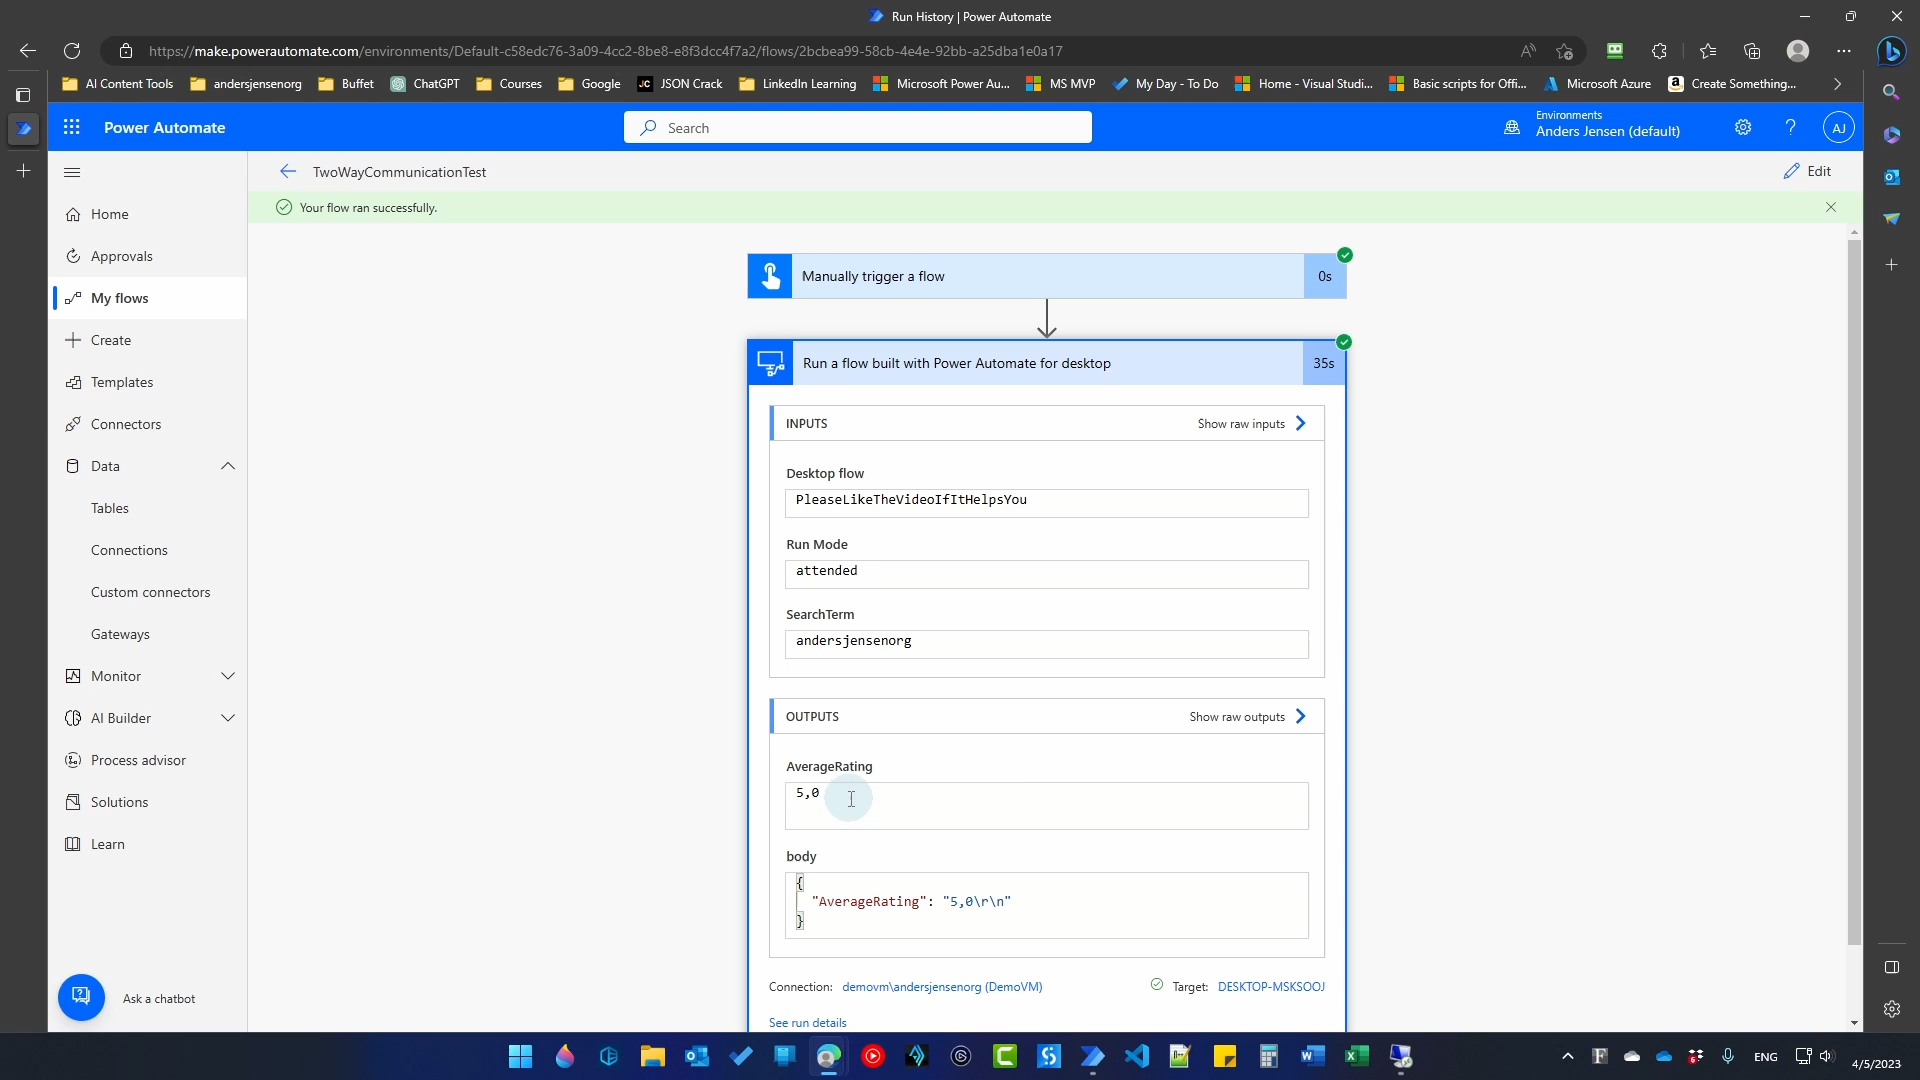 Run History | Power Automate
https://make.powerautomate.com/environments/Default-c58edc76-3a09-4cc2-8be8-e8f3dcc4f7a2/flows/2bcbea99-58cb-4e4e-92bb-a25dba1e0a17
AI Content Tools
andersjensenorg
Buffet
ChatGPT
Courses
Google
JC JSON Crack
LinkedIn Learning
Microsoft Power Au...
MS MVP
My Day - To Do
Home - Visual Studi...
Basic scripts for Offi...
Microsoft Azure
Create Something...
Power Automate
Search
Environments
Anders Jensen (default)
AJ
TwoWayCommunicationTest
Edit
Your flow ran successfully.
Home
Approvals
My flows
Create
Templates
Connectors
Data
Tables
Connections
Custom connectors
Gateways
Monitor
AI Builder
Process advisor
Solutions
Learn
Ask a chatbot
Manually trigger a flow
0s
Run a flow built with Power Automate for desktop
35s
INPUTS
Show raw inputs
Desktop flow
PleaseLikeTheVideoIfItHelpsYou
Run Mode
attended
SearchTerm
andersjensenorg
OUTPUTS
Show raw outputs
AverageRating
5,0
body
{
"AverageRating": "5,0\r\n"
}
Connection: demovm\andersjensenorg (DemoVM)
Target: DESKTOP-MSKSOOJ
See run details
ENG
4/5/2023